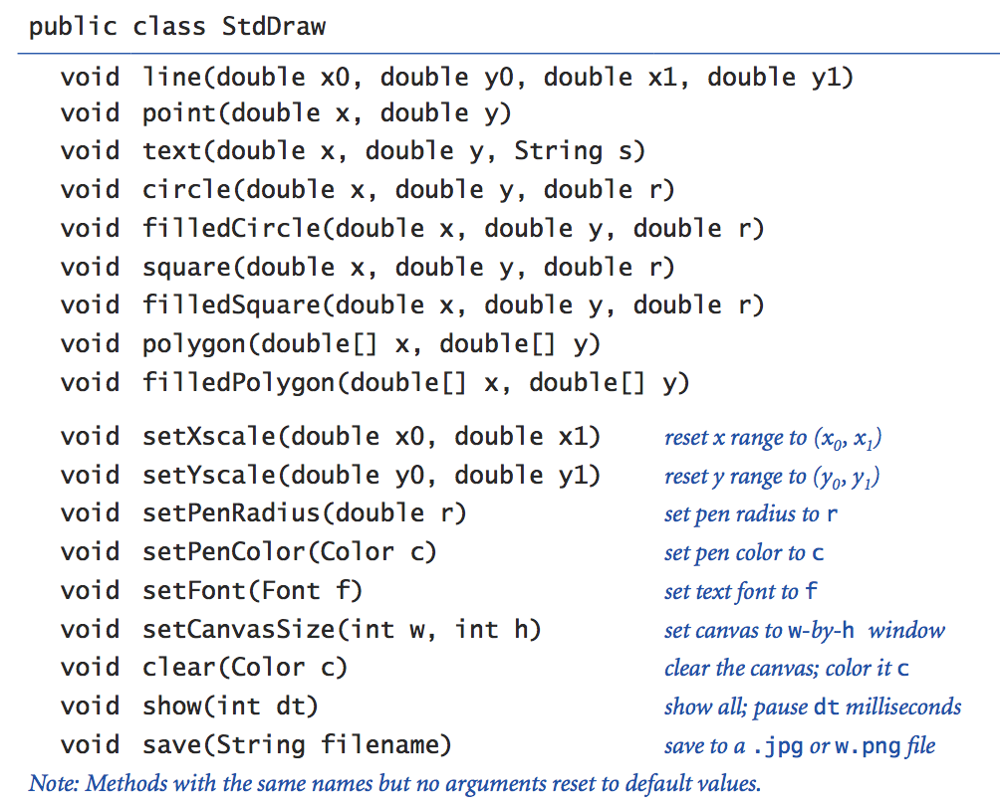 public class StdDraw
void line(double x0, double y0, double x1, double y1)
void point(double x, double y)
void text(double x, double y, String s)
void circle(double x, double y, double r)
void filledCircle(double x, double y, double r)
void square(double x, double y, double r)
void filledSquare(double x, double y, double r)
void polygon(double[] x, double[] y)
void filledPolygon(double[] x, double[] y)
void setXscale(double x0, double x1) reset x range to (x₀, x₁)
void setYscale(double y0, double y1) reset y range to (y₀, y₁)
void setPenRadius(double r) set pen radius to r
void setPenColor(Color c) set pen color to c
void setFont(Font f) set text font to f
void setCanvasSize(int w, int h) set canvas to w-by-h window
void clear(Color c) clear the canvas; color it c
void show(int dt) show all; pause dt milliseconds
void save(String filename) save to a .jpg or w.png file
Note: Methods with the same names but no arguments reset to default values.